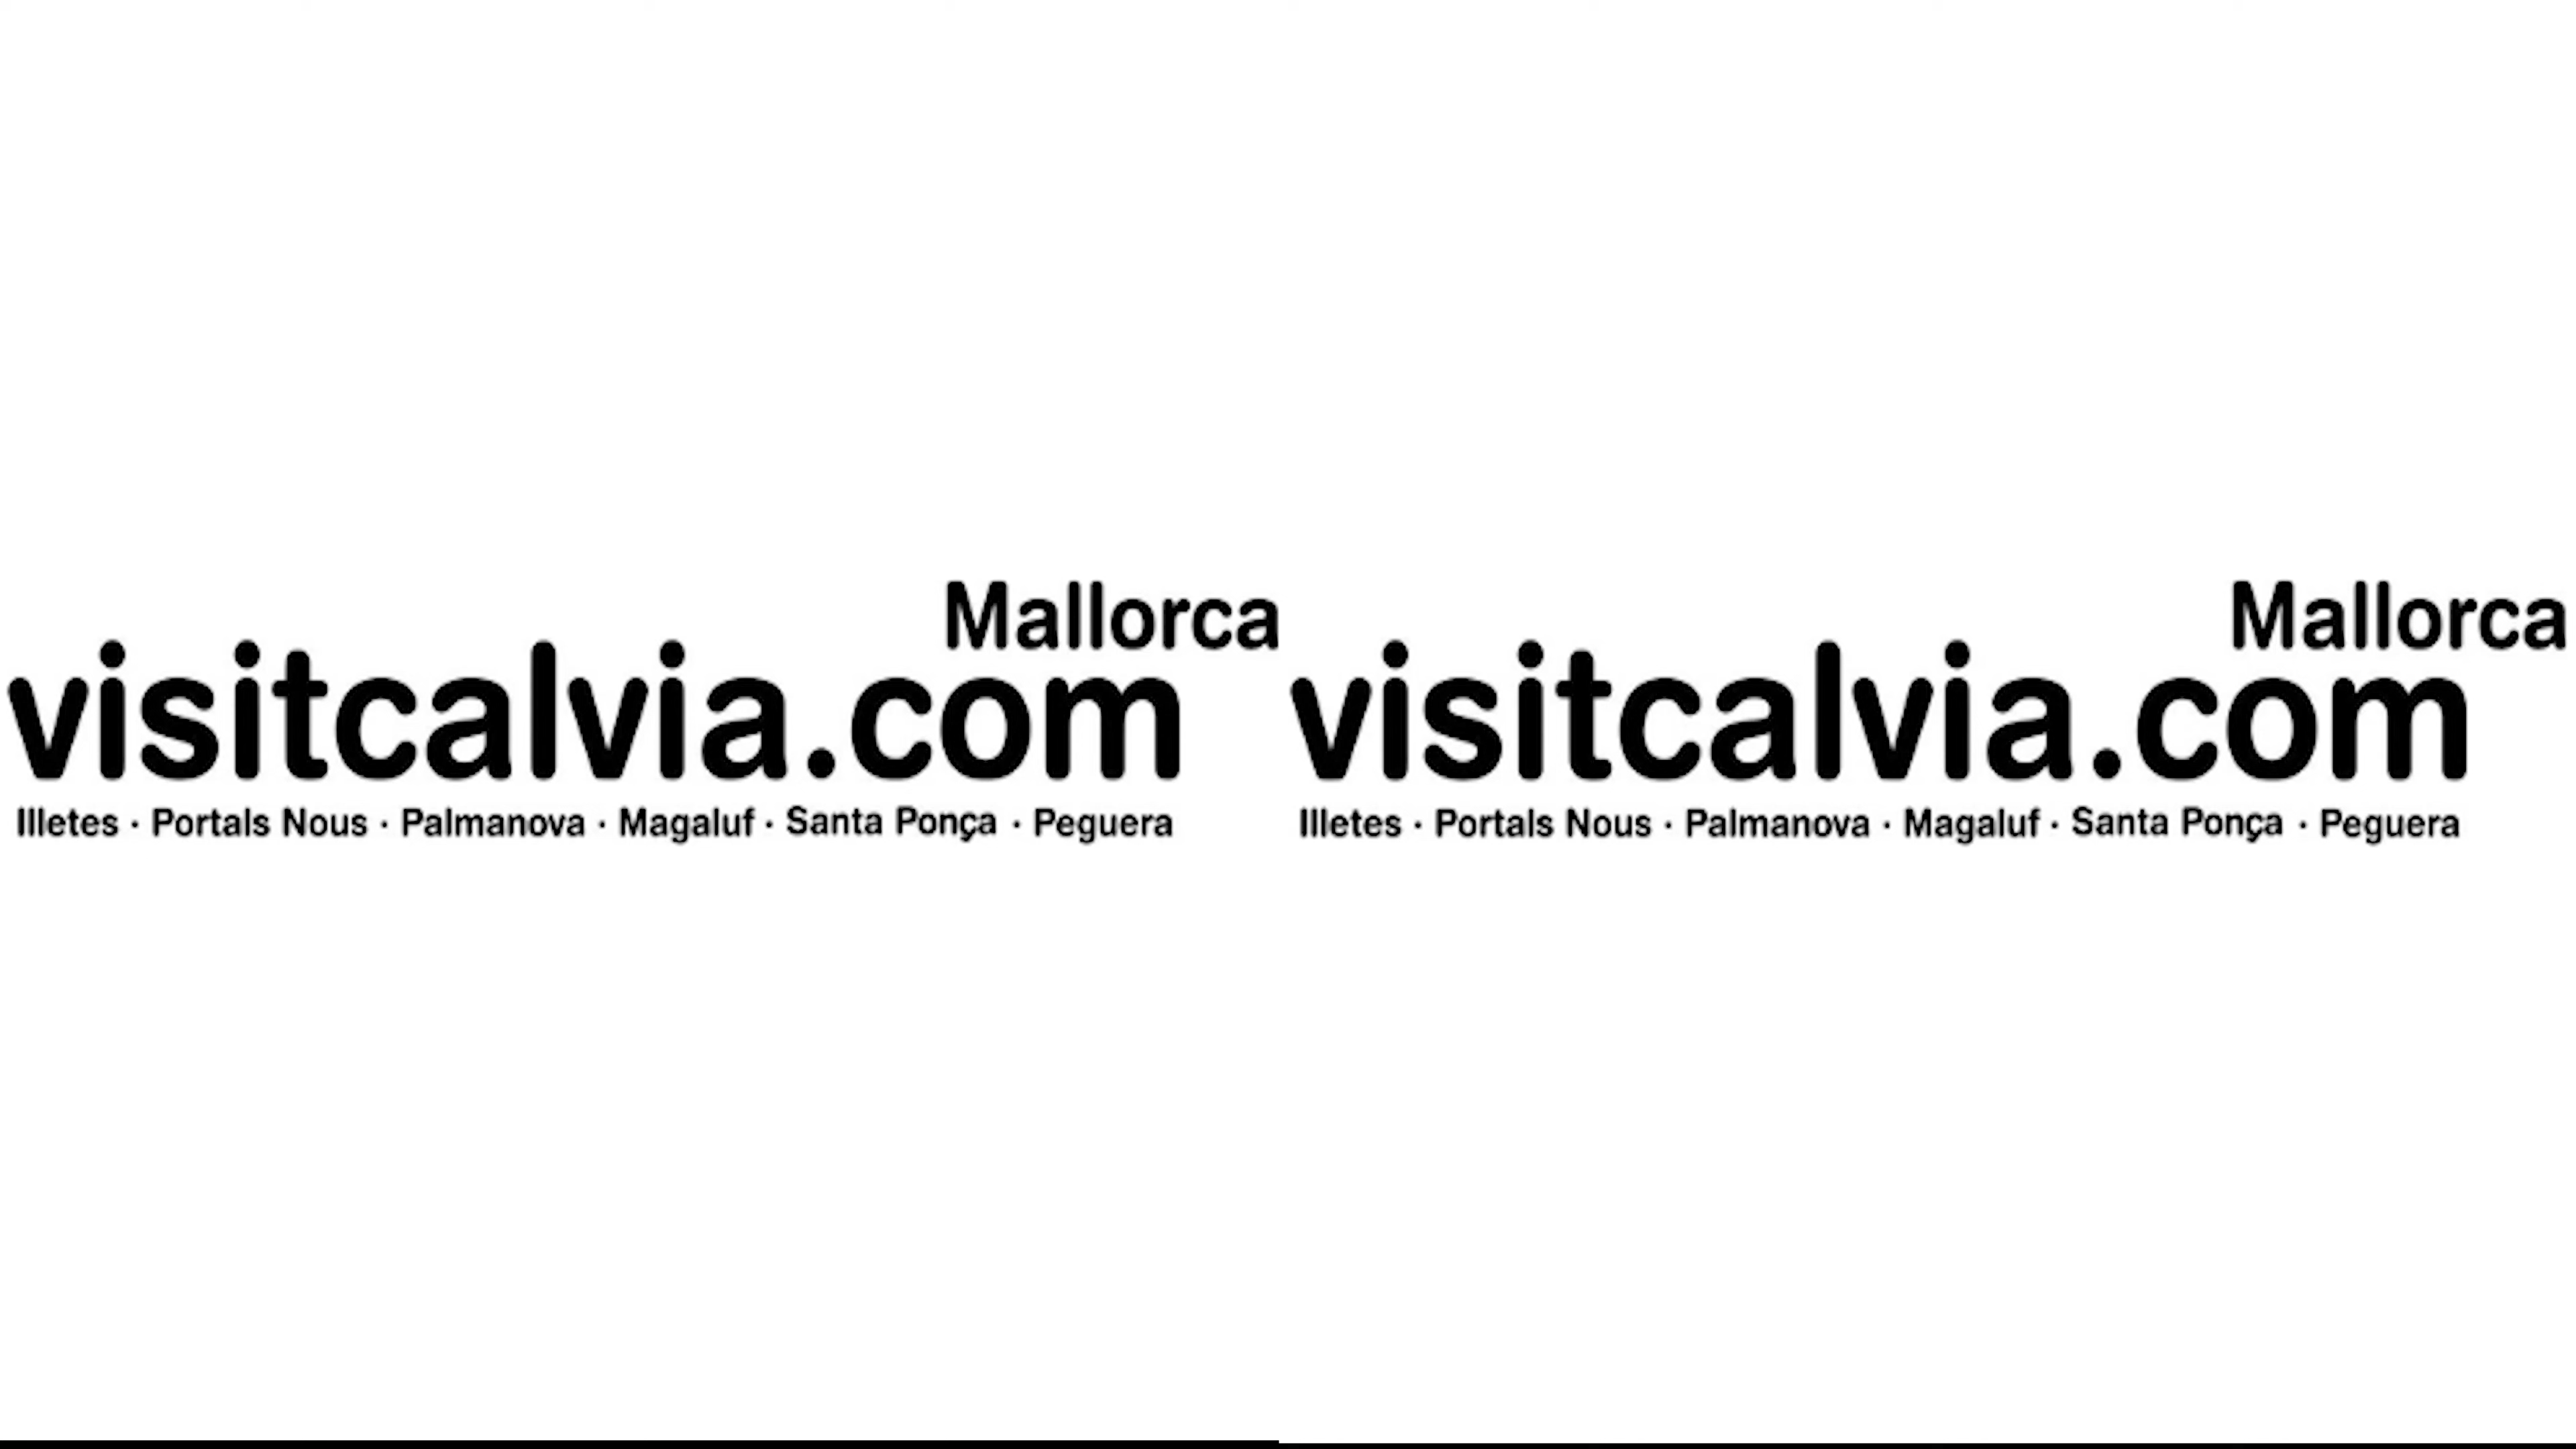 Mallorca
visitcalvia.com
Illetes · Portals Nous · Palmanova · Magaluf · Santa Ponça · Peguera
Mallorca
visitcalvia.com
Illetes · Portals Nous · Palmanova · Magaluf · Santa Ponça · Peguera